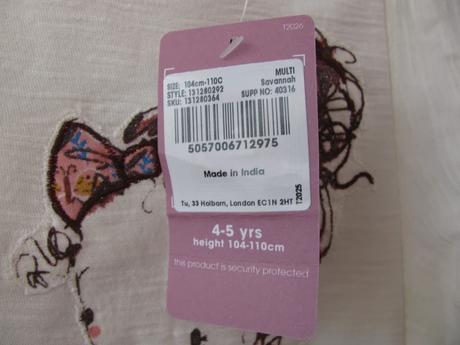 T2026
SIZE: 104cm-110C MULTI
STYLE: 131280292 Savannah
SKU: 131280364 SUPP NO: 40316
5057006712975
Made in India
Tu, 33 Holborn, London EC1N 2HT
T2025
4-5 yrs
height 104-110cm
this product is security protected